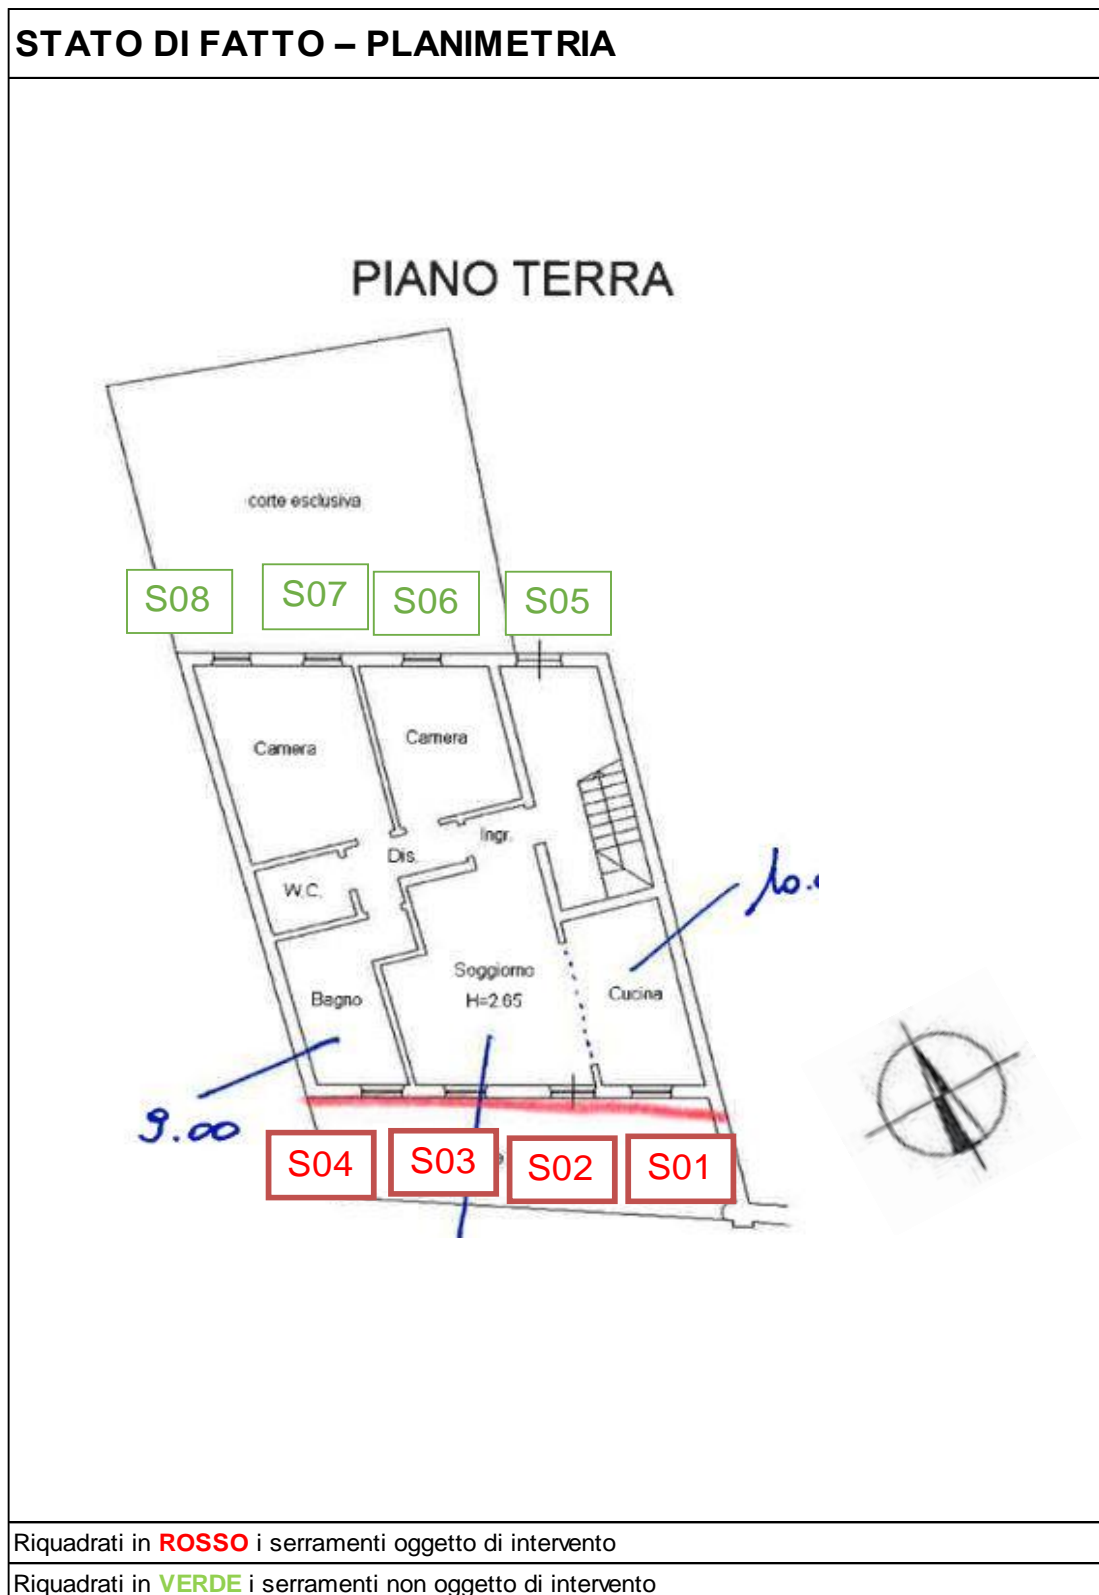 STATO DI FATTO – PLANIMETRIA
PIANO TERRA
corte esclusiva
S08 S07 S06 S05
Camera Camera
Ingr.
Dis.
W.C.
10.
Soggiorno
H=2.65
Bagno
Cucina
9.00
S04 S03 S02 S01
Riquadrati in ROSSO i serramenti oggetto di intervento
Riquadrati in VERDE i serramenti non oggetto di intervento